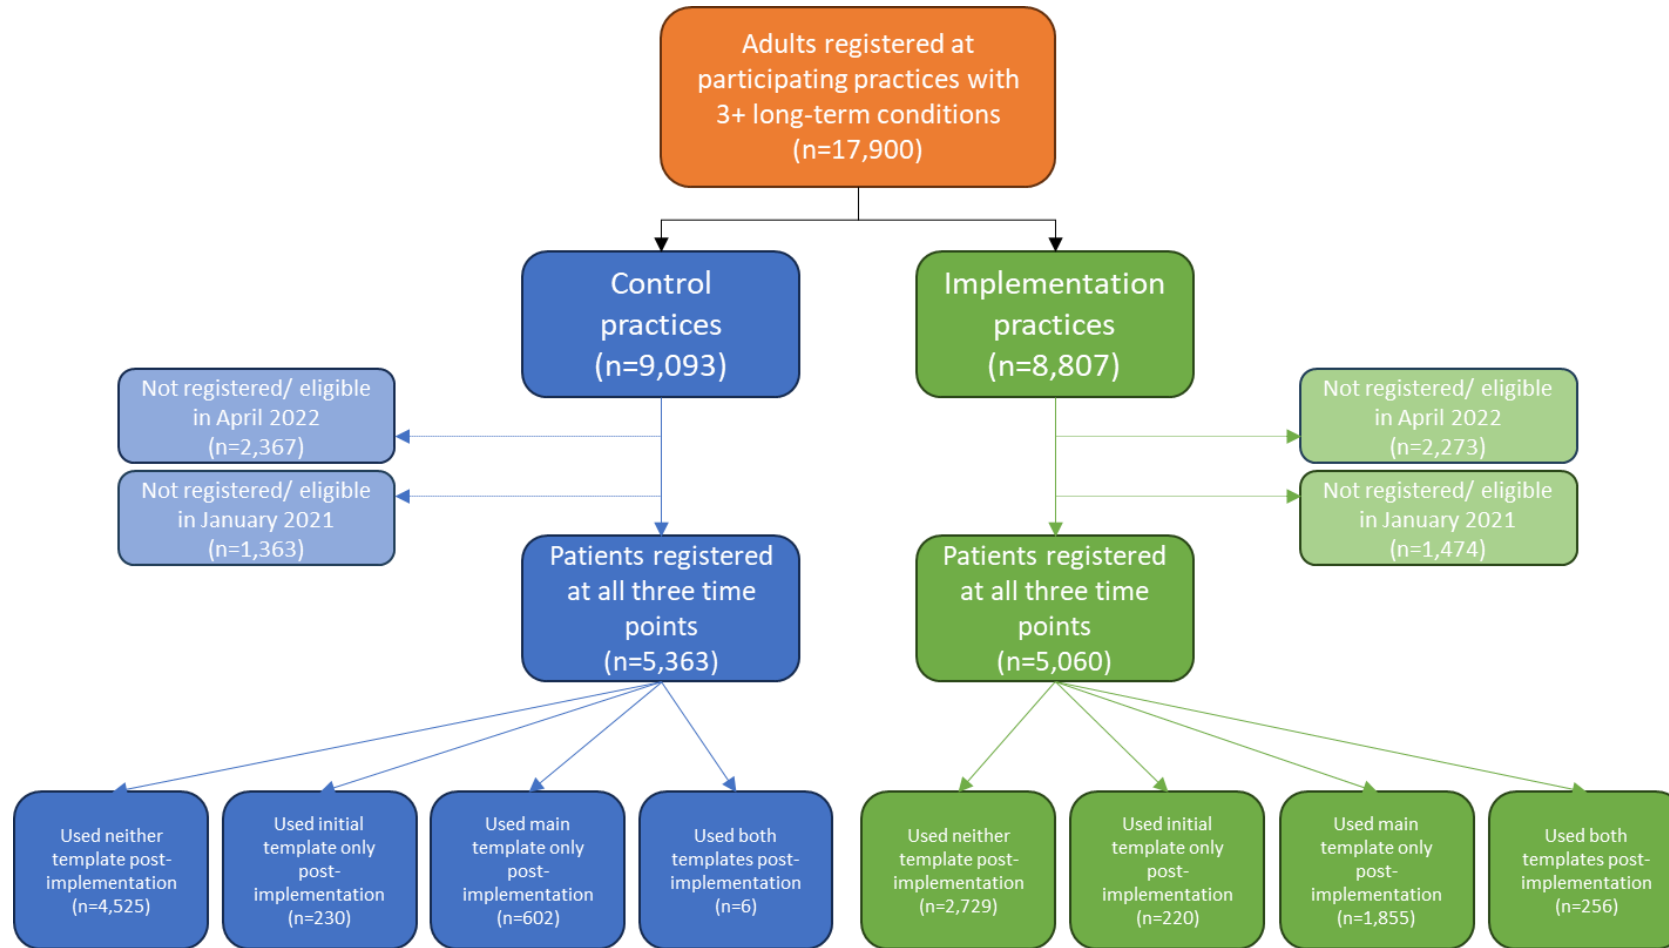 Adults registered at
participating practices with
3+ long-term conditions
(n=17,900)
Control
practices
(n=9,093)
Implementation
practices
(n=8,807)
Not registered/ eligible
in April 2022
(n=2,367)
Not registered/ eligible
in January 2021
(n=1,363)
Not registered/ eligible
in April 2022
(n=2,273)
Not registered/ eligible
in January 2021
(n=1,474)
Patients registered
at all three time
points
(n=5,363)
Patients registered
at all three time
points
(n=5,060)
Used neither
template post-
implementation
(n=4,525)
Used initial
template only
post-
implementation
(n=230)
Used main
template only
post-
implementation
(n=602)
Used both
templates post-
implementation
(n=6)
Used neither
template post-
implementation
(n=2,729)
Used initial
template only
post-
implementation
(n=220)
Used main
template only
post-
implementation
(n=1,855)
Used both
templates post-
implementation
(n=256)